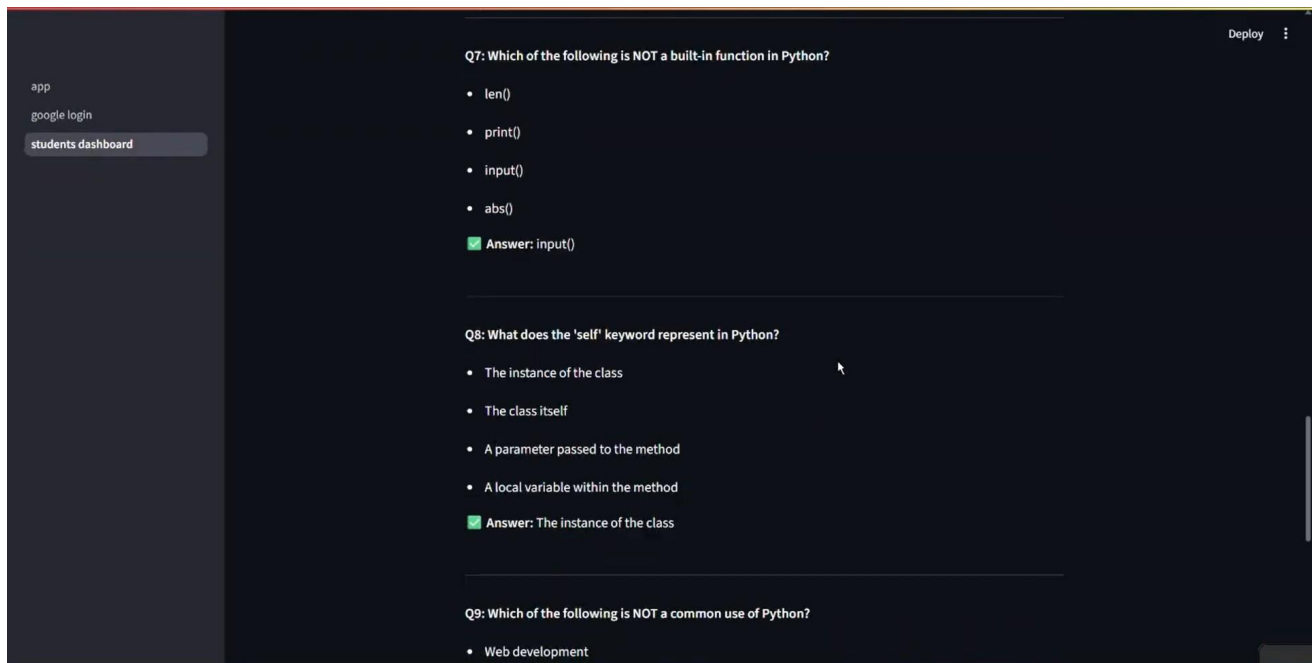 Deploy
app
google login
students dashboard
Q7: Which of the following is NOT a built-in function in Python?
• len()
• print()
• input()
• abs()
✅ Answer: input()
Q8: What does the 'self' keyword represent in Python?
• The instance of the class
• The class itself
• A parameter passed to the method
• A local variable within the method
✅ Answer: The instance of the class
Q9: Which of the following is NOT a common use of Python?
• Web development